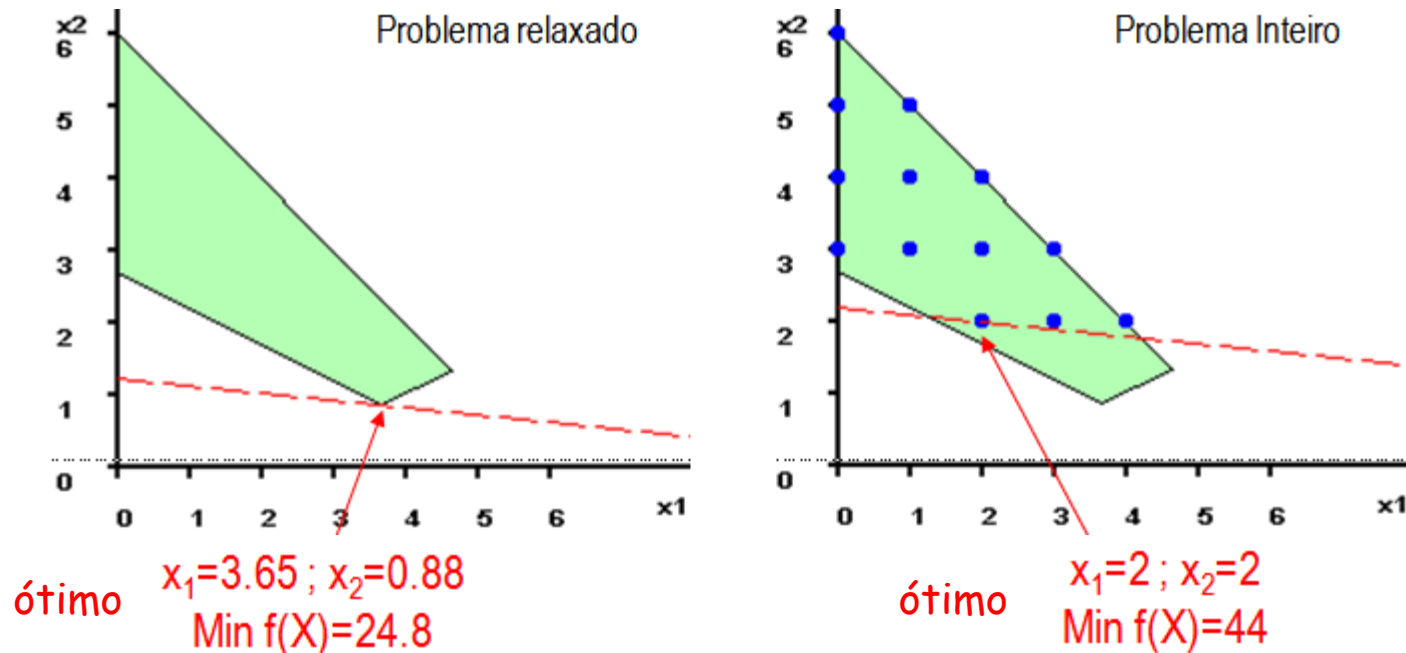 Problema relaxado
x2
6
5
4
3
2
1
0
0 1 2 3 4 5 6 x1
ótimo
x₁=3.65 ; x₂=0.88
Min f(X)=24.8
Problema Inteiro
x2
6
5
4
3
2
1
0
0 1 2 3 4 5 6 x1
ótimo
x₁=2 ; x₂=2
Min f(X)=44